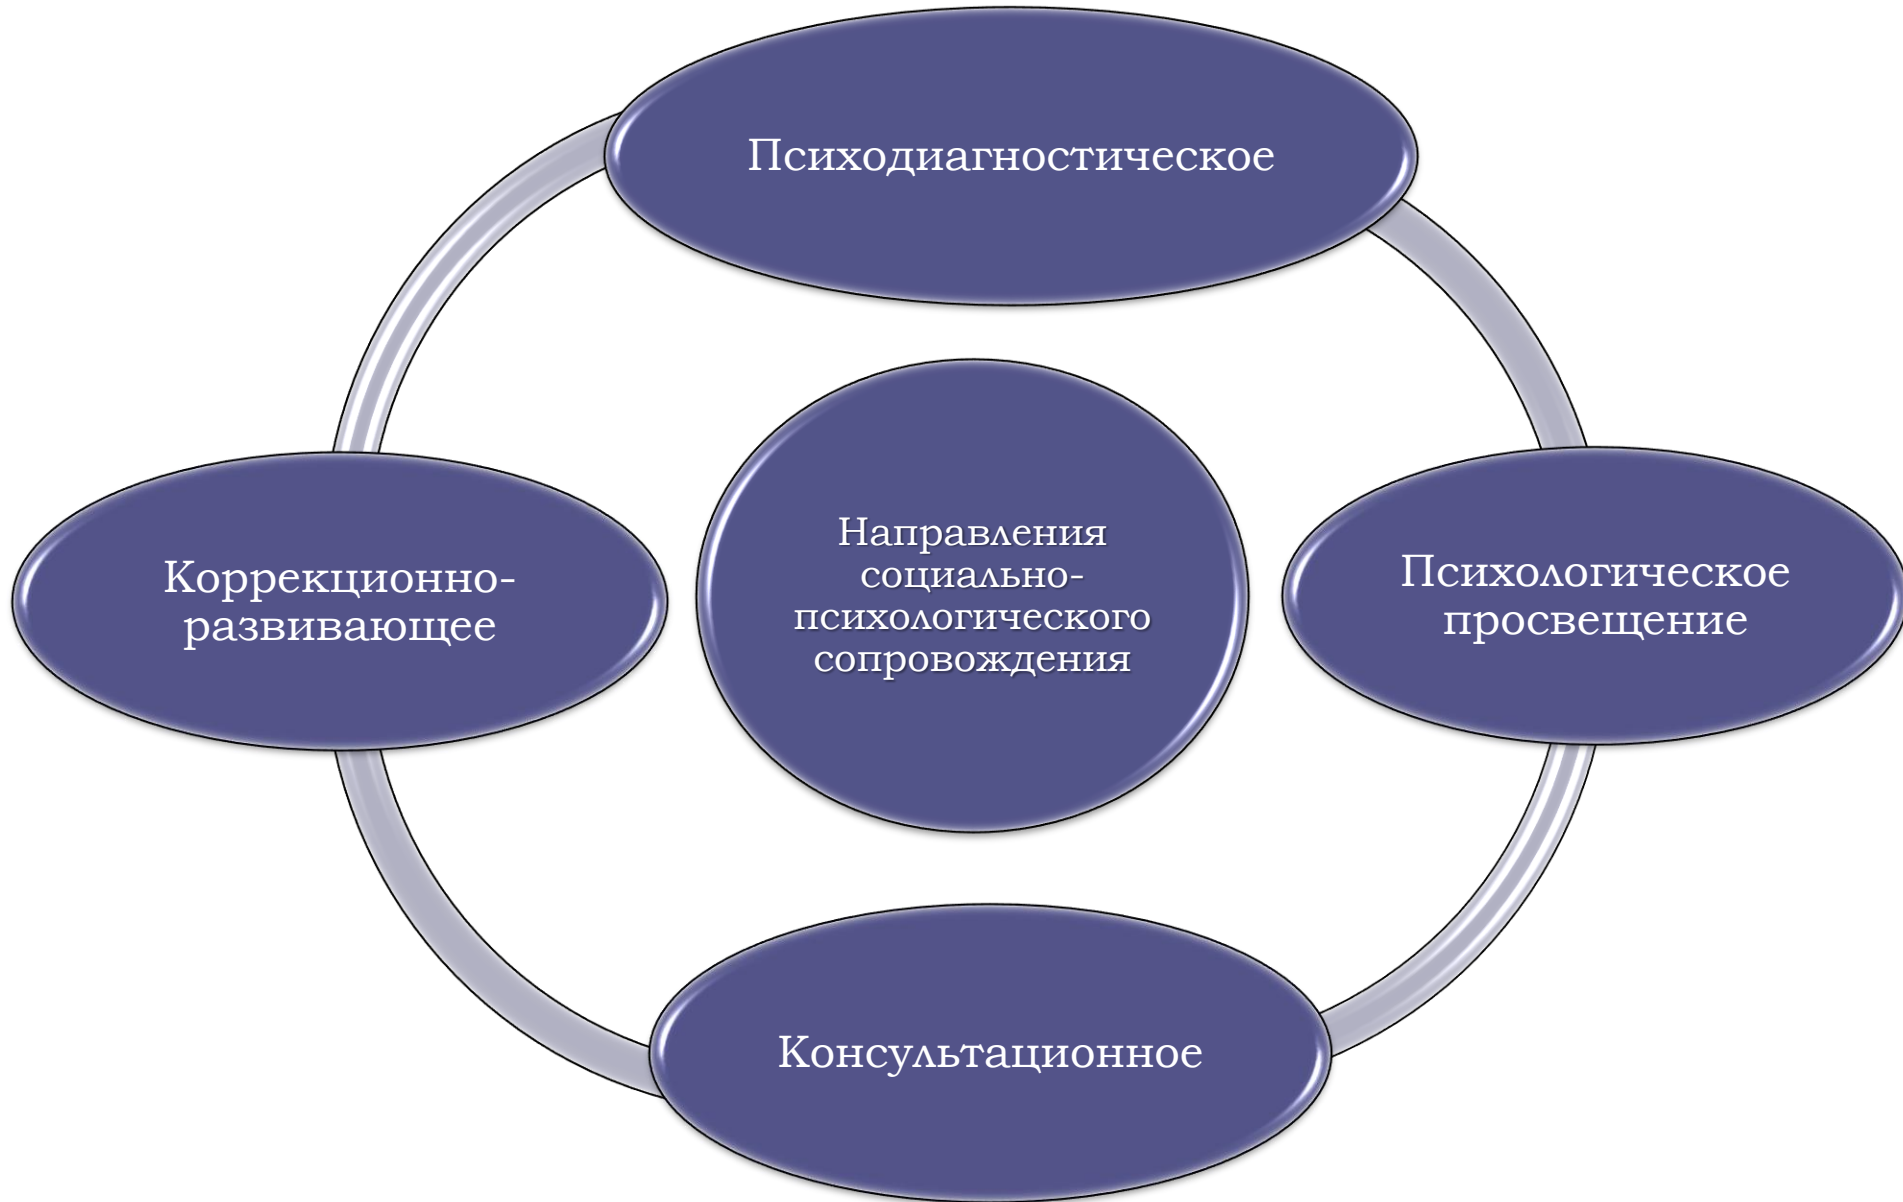 Психодиагностическое
Коррекционно-
развивающее
Направления
социально-
психологического
сопровождения
Психологическое
просвещение
Консультационное